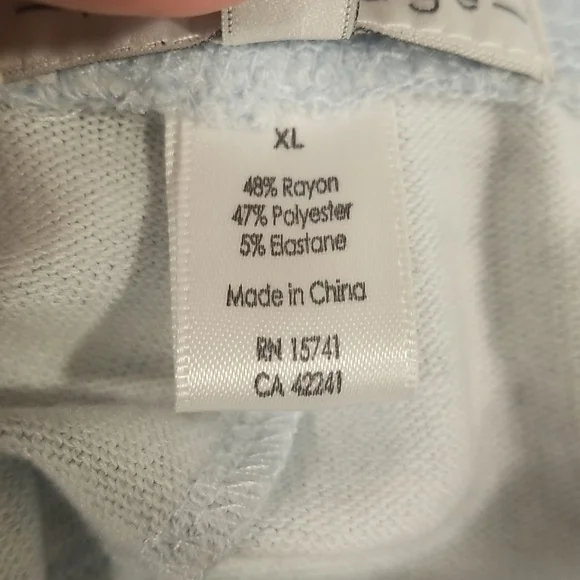 XL
48% Rayon
47% Polyester
5% Elastane
Made in China
RN 15741
CA 42241